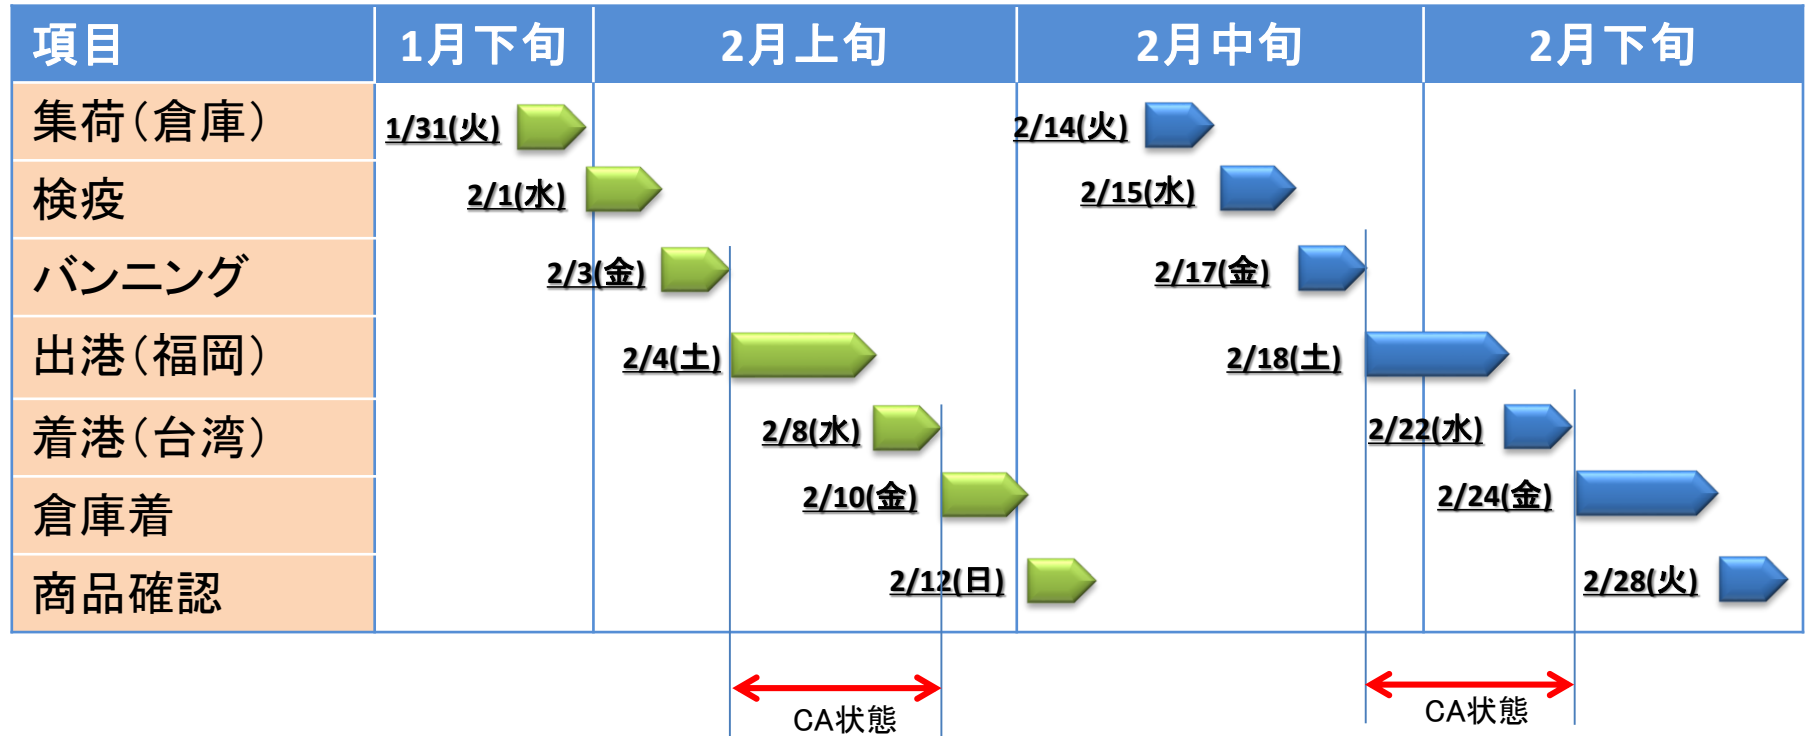 項目 1月下旬 2月上旬 2月中旬 2月下旬
集荷(倉庫) 1/31(火) 2/14(火)
検疫 2/1(水) 2/15(水)
バンニング 2/3(金) 2/17(金)
出港(福岡) 2/4(土) 2/18(土)
着港(台湾) 2/8(水) 2/22(水)
倉庫着 2/10(金) 2/24(金)
商品確認 2/12(日) 2/28(火)
CA状態 CA状態